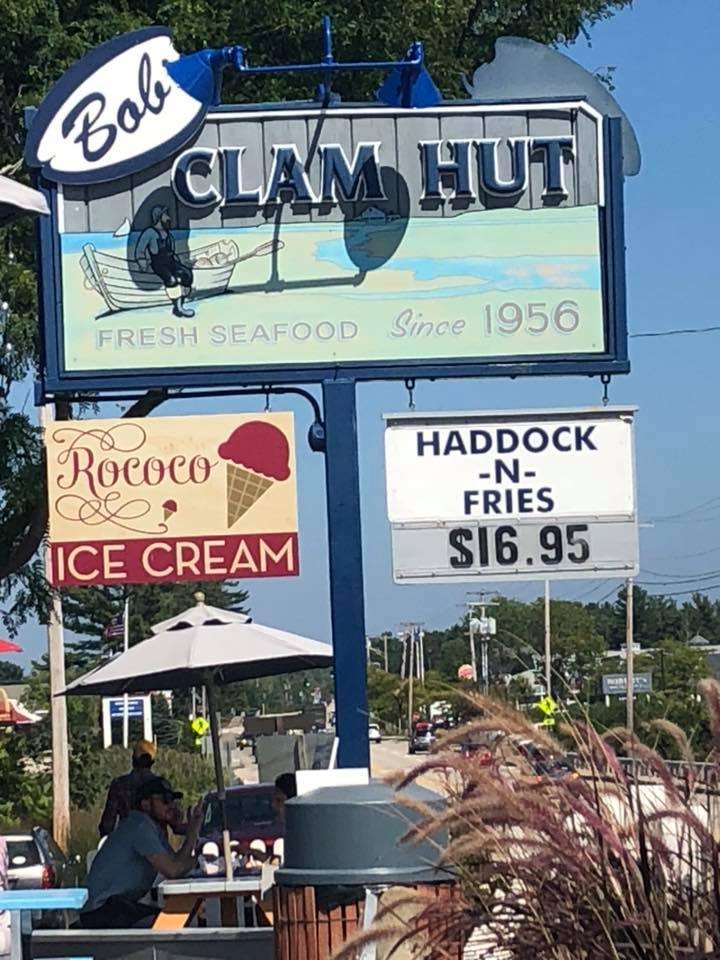 Bob's
CLAM HUT
FRESH SEAFOOD Since 1956
Rococo
ICE CREAM
HADDOCK
-N-
FRIES
$16.95